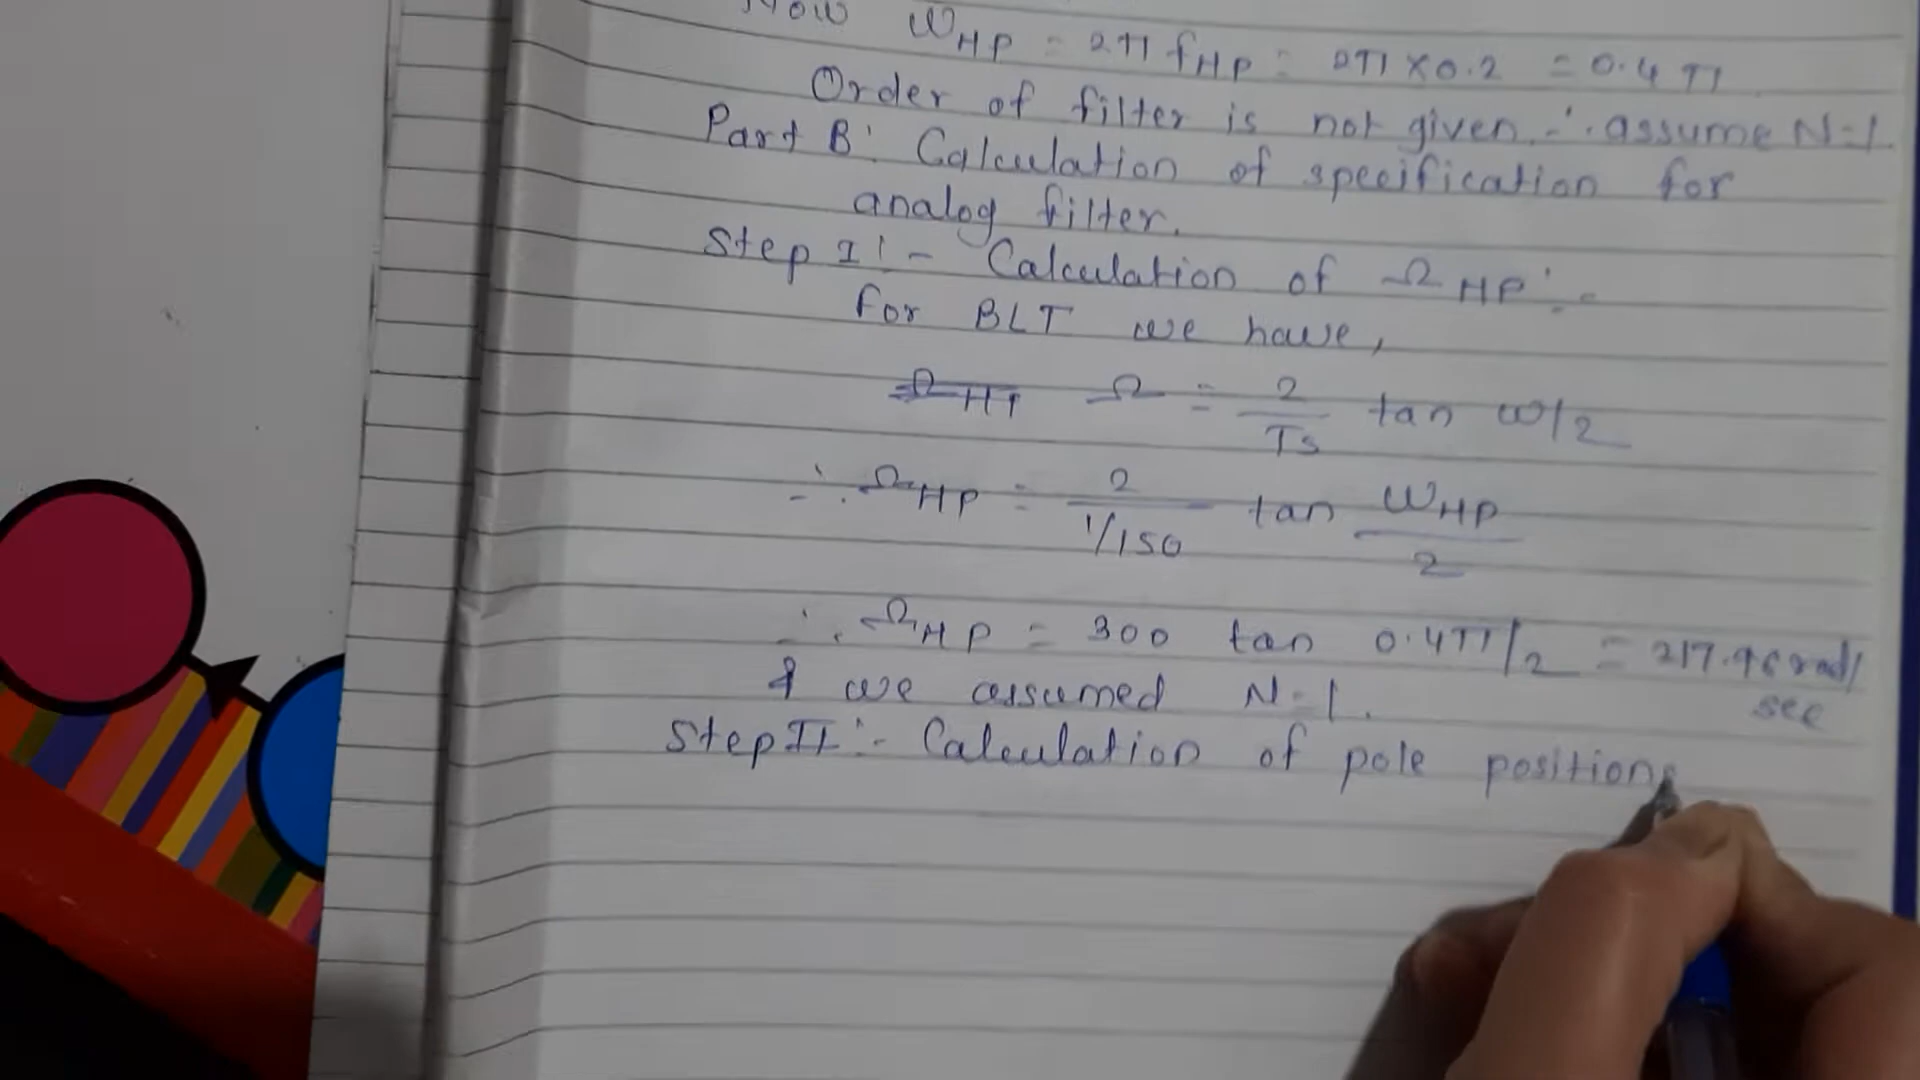 Now ω_HP = 2π f_HP = 2π × 0.2 = 0.4π
Order of filter is not given ∴ assume N=1.
Part B: Calculation of specification for
analog filter.
Step I :- Calculation of Ω_HP :-
for BLT we have,
Ω_HP Ω = 2/Ts tan ω/2
∴ Ω_HP = 2/(1/150) tan ω_HP/2
∴ Ω_HP = 300 tan 0.4π/2 = 217.96 rad/
sec
& we assumed N=1.
Step II :- Calculation of pole positions